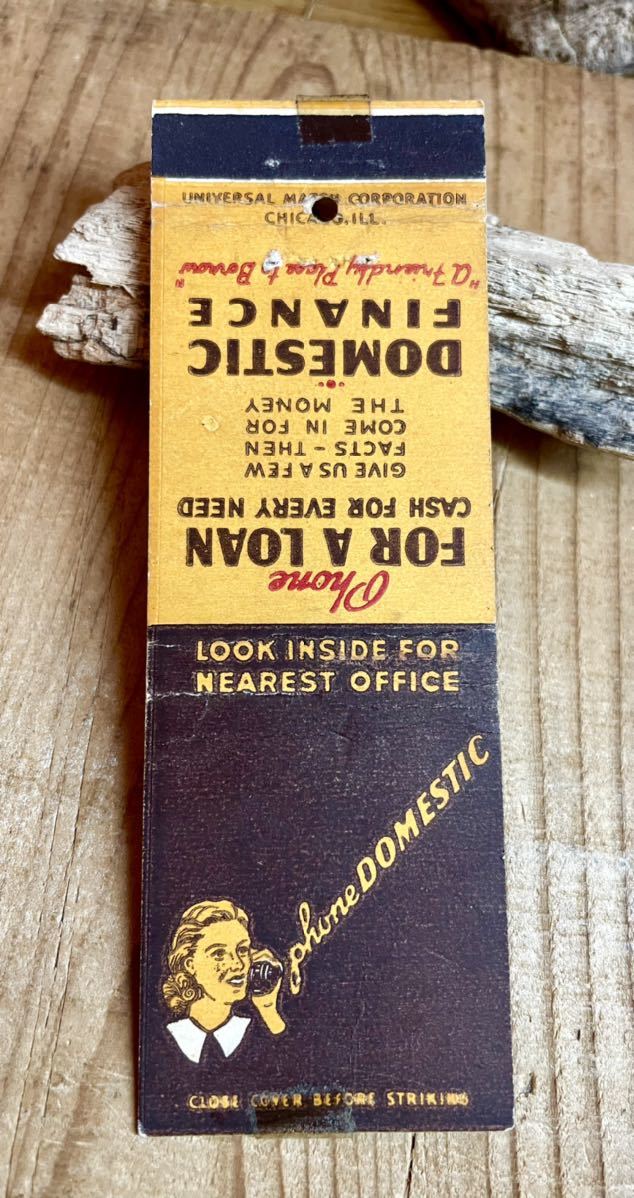 UNIVERSAL MATCH CORPORATION
CHICAGO, ILL.
Phone
FOR A LOAN
CASH FOR EVERY NEED
GIVE US A FEW
FACTS - THEN
COME IN FOR
THE MONEY
DOMESTIC
FINANCE
"A Friendly Place to Borrow"
LOOK INSIDE FOR
NEAREST OFFICE
phone DOMESTIC
CLOSE COVER BEFORE STRIKING